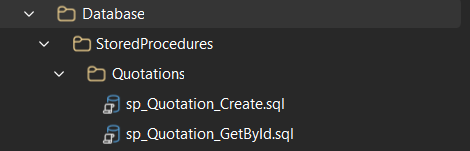 Database
StoredProcedures
Quotations
sp_Quotation_Create.sql
sp_Quotation_GetById.sql